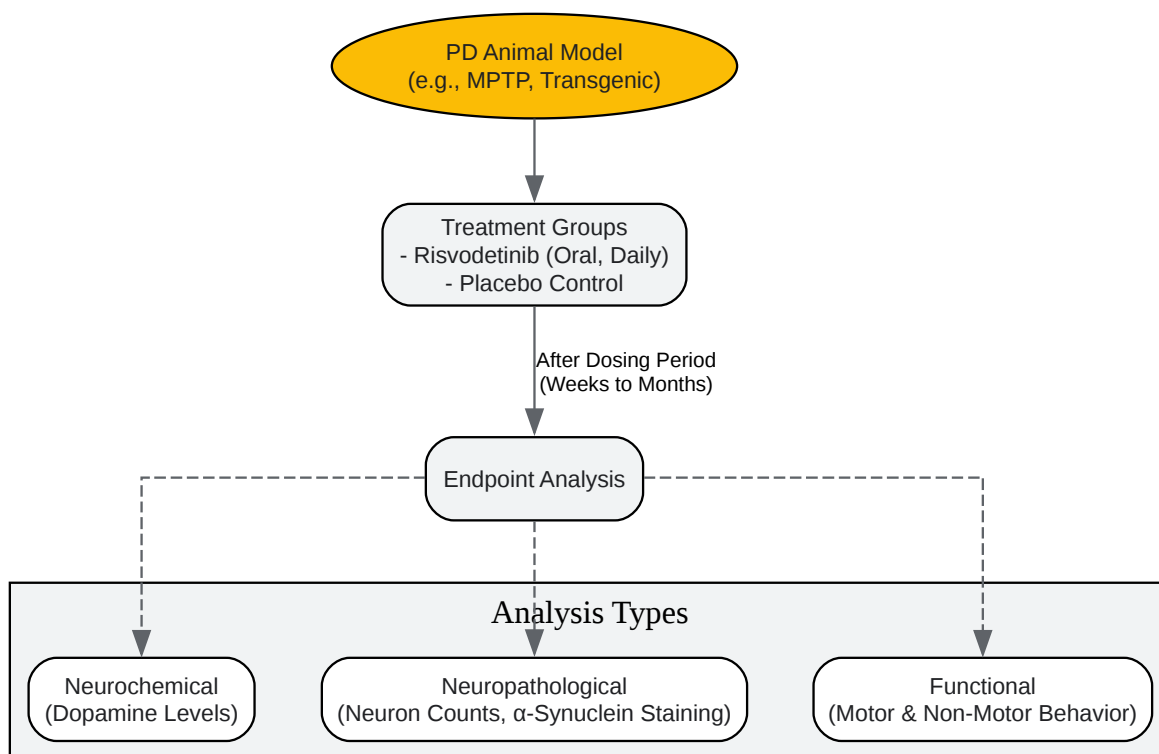 PD Animal Model
(e.g., MPTP, Transgenic)
Treatment Groups
- Risvodetinib (Oral, Daily)
- Placebo Control
After Dosing Period
(Weeks to Months)
Endpoint Analysis
Analysis Types
Neurochemical
(Dopamine Levels)
Neuropathological
(Neuron Counts, α-Synuclein Staining)
Functional
(Motor & Non-Motor Behavior)